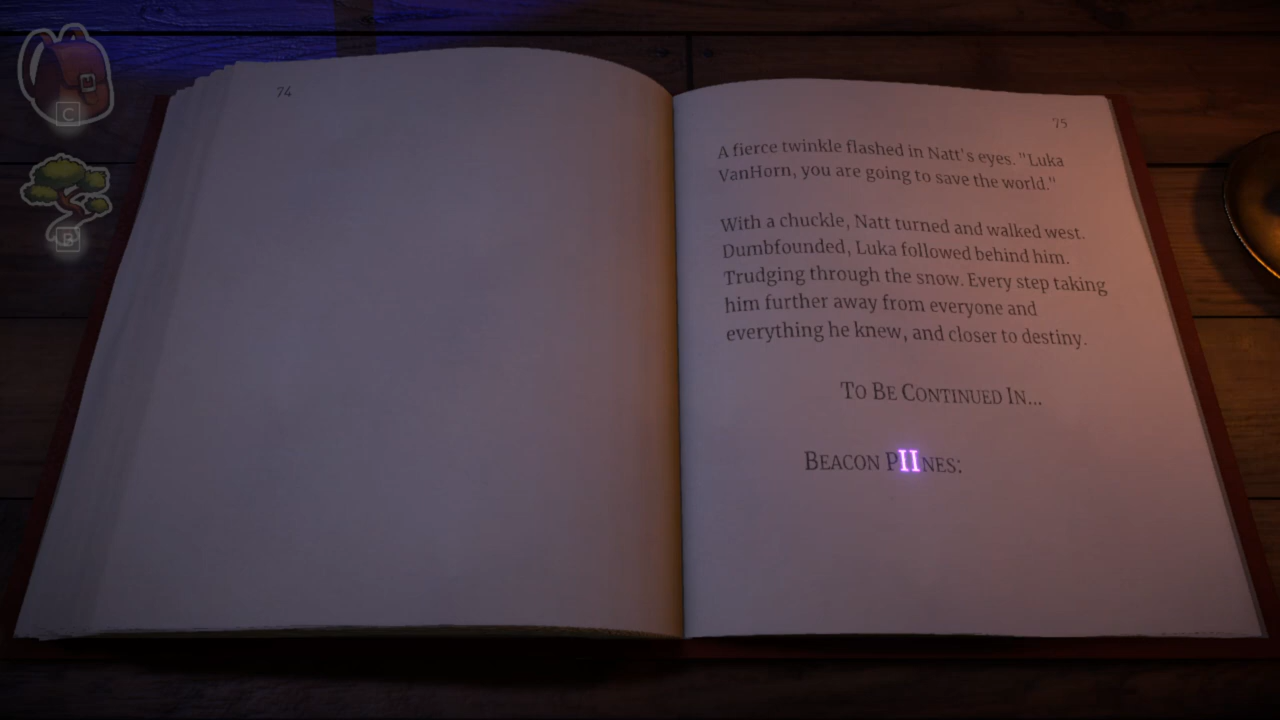 74
75
C
B
A fierce twinkle flashed in Natt's eyes. "Luka
VanHorn, you are going to save the world."
With a chuckle, Natt turned and walked west.
Dumbfounded, Luka followed behind him.
Trudging through the snow. Every step taking
him further away from everyone and
everything he knew, and closer to destiny.
To Be Continued In...
Beacon PIInes: